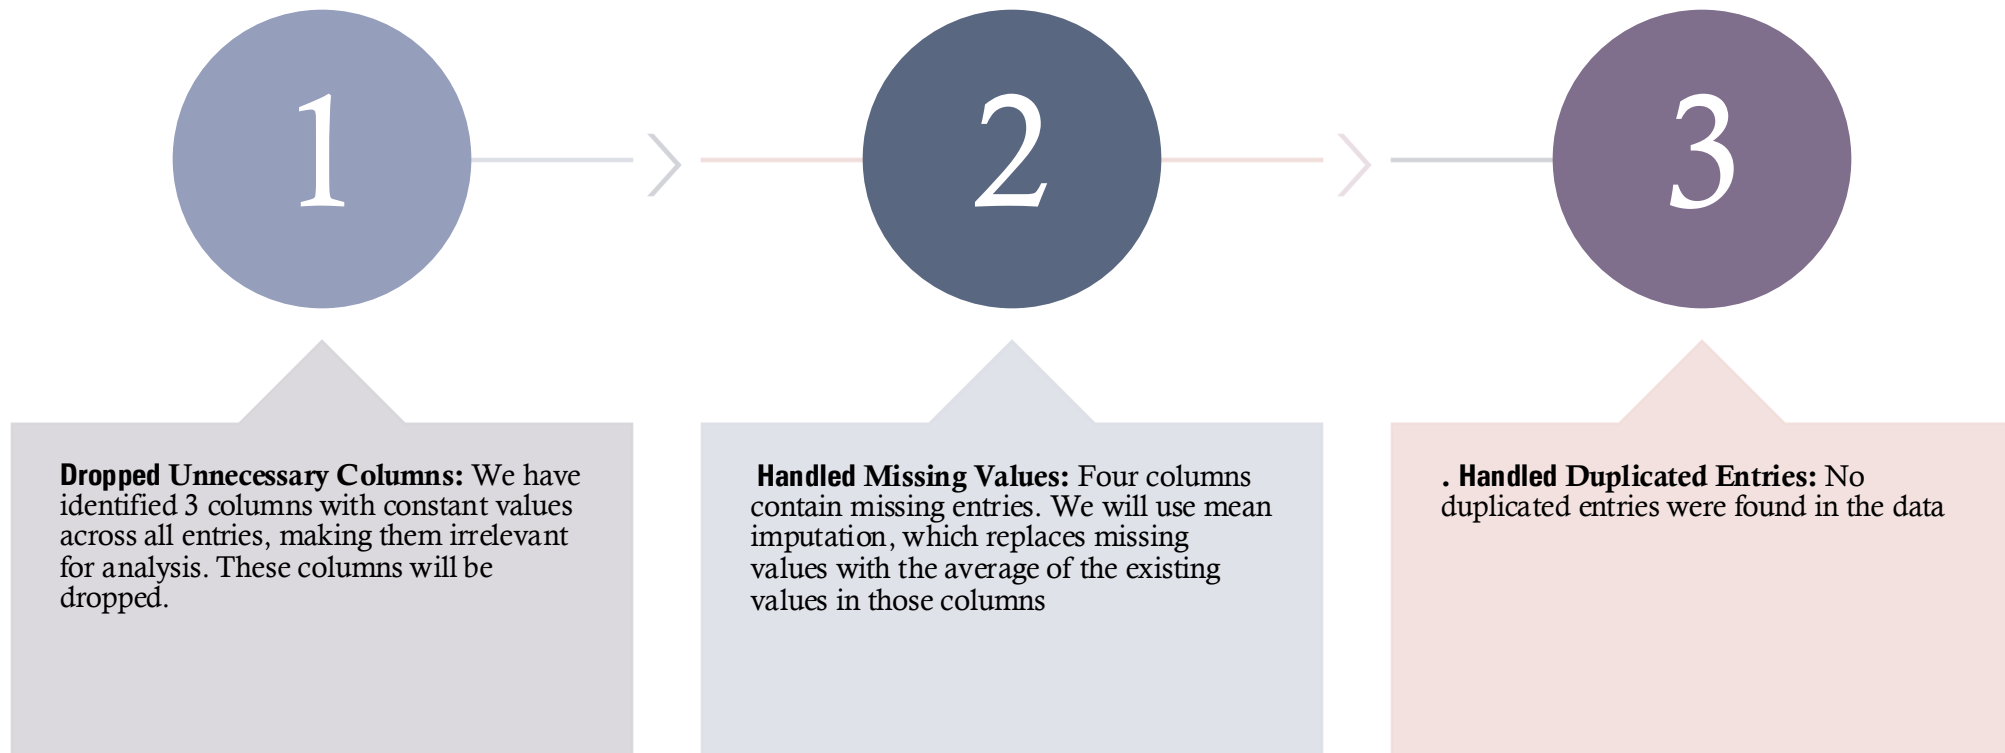 1
2
3
Dropped Unnecessary Columns: We have
identified 3 columns with constant values
across all entries, making them irrelevant
for analysis. These columns will be
dropped.
Handled Missing Values: Four columns
contain missing entries. We will use mean
imputation, which replaces missing
values with the average of the existing
values in those columns
. Handled Duplicated Entries: No
duplicated entries were found in the data